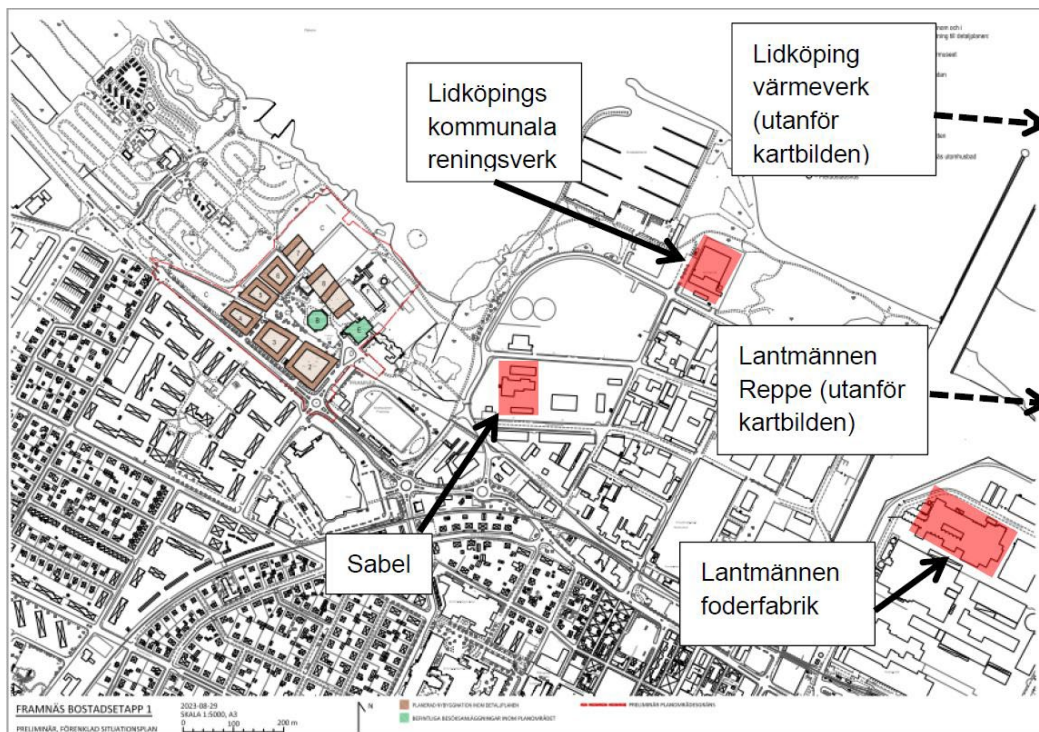 Lidköpings
kommunala
reningsverk
Lidköping
värmeverk
(utanför
kartbilden)
Lantmännen
Reppe (utanför
kartbilden)
Sabel
Lantmännen
foderfabrik
FRAMNÄS BOSTADSETAPP 1
PRELIMINÄR, FÖRENKLAD SITUATIONSPLAN
2023-08-29
SKALA 1:5000, A3
0 100 200 m
N
PLANERAD NYBYGGNATION INOM DETALJPLANEN
BEFINTLIGA BESÖKSANLÄGGNINGAR INOM PLANOMRÅDET
PRELIMINÄR PLANOMRÅDESGRÄNS